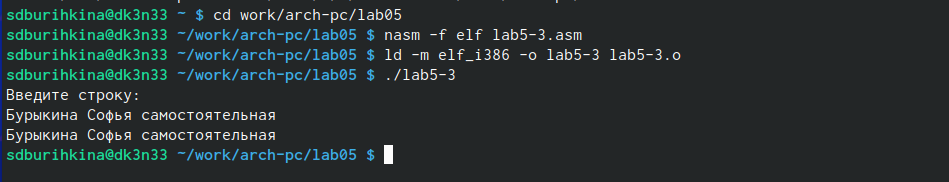 sdburihkina@dk3n33 ~ $ cd work/arch-pc/lab05
sdburihkina@dk3n33 ~/work/arch-pc/lab05 $ nasm -f elf lab5-3.asm
sdburihkina@dk3n33 ~/work/arch-pc/lab05 $ ld -m elf_i386 -o lab5-3 lab5-3.o
sdburihkina@dk3n33 ~/work/arch-pc/lab05 $ ./lab5-3
Введите строку:
Бурыкина Софья самостоятельная
Бурыкина Софья самостоятельная
sdburihkina@dk3n33 ~/work/arch-pc/lab05 $